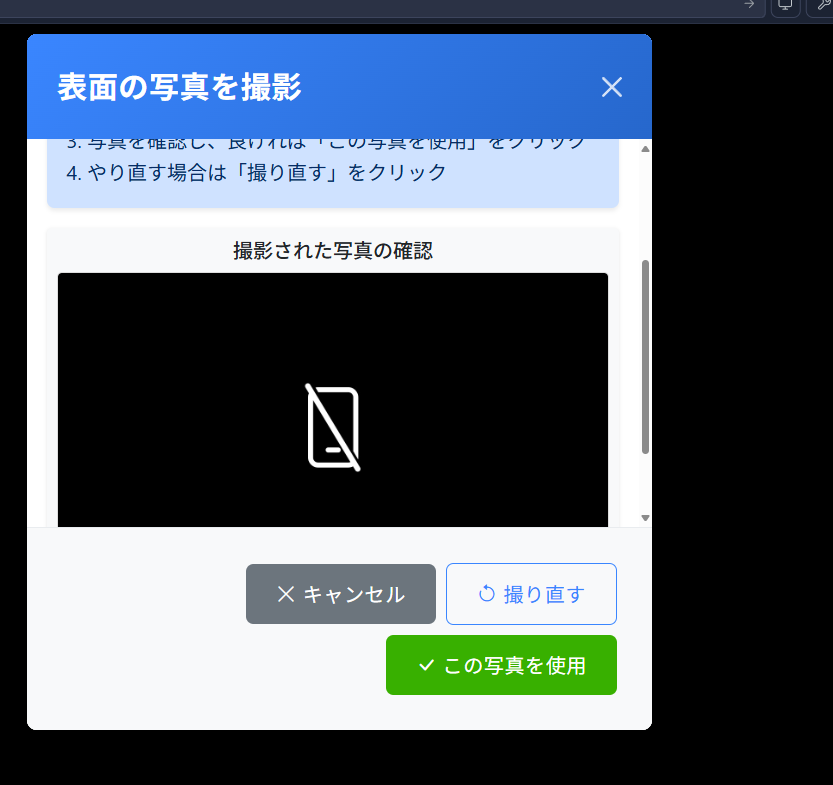 表面の写真を撮影
3. 写真を確認し、良ければ「この写真を使用」をクリック
4. やり直す場合は「撮り直す」をクリック
撮影された写真の確認
キャンセル
撮り直す
この写真を使用